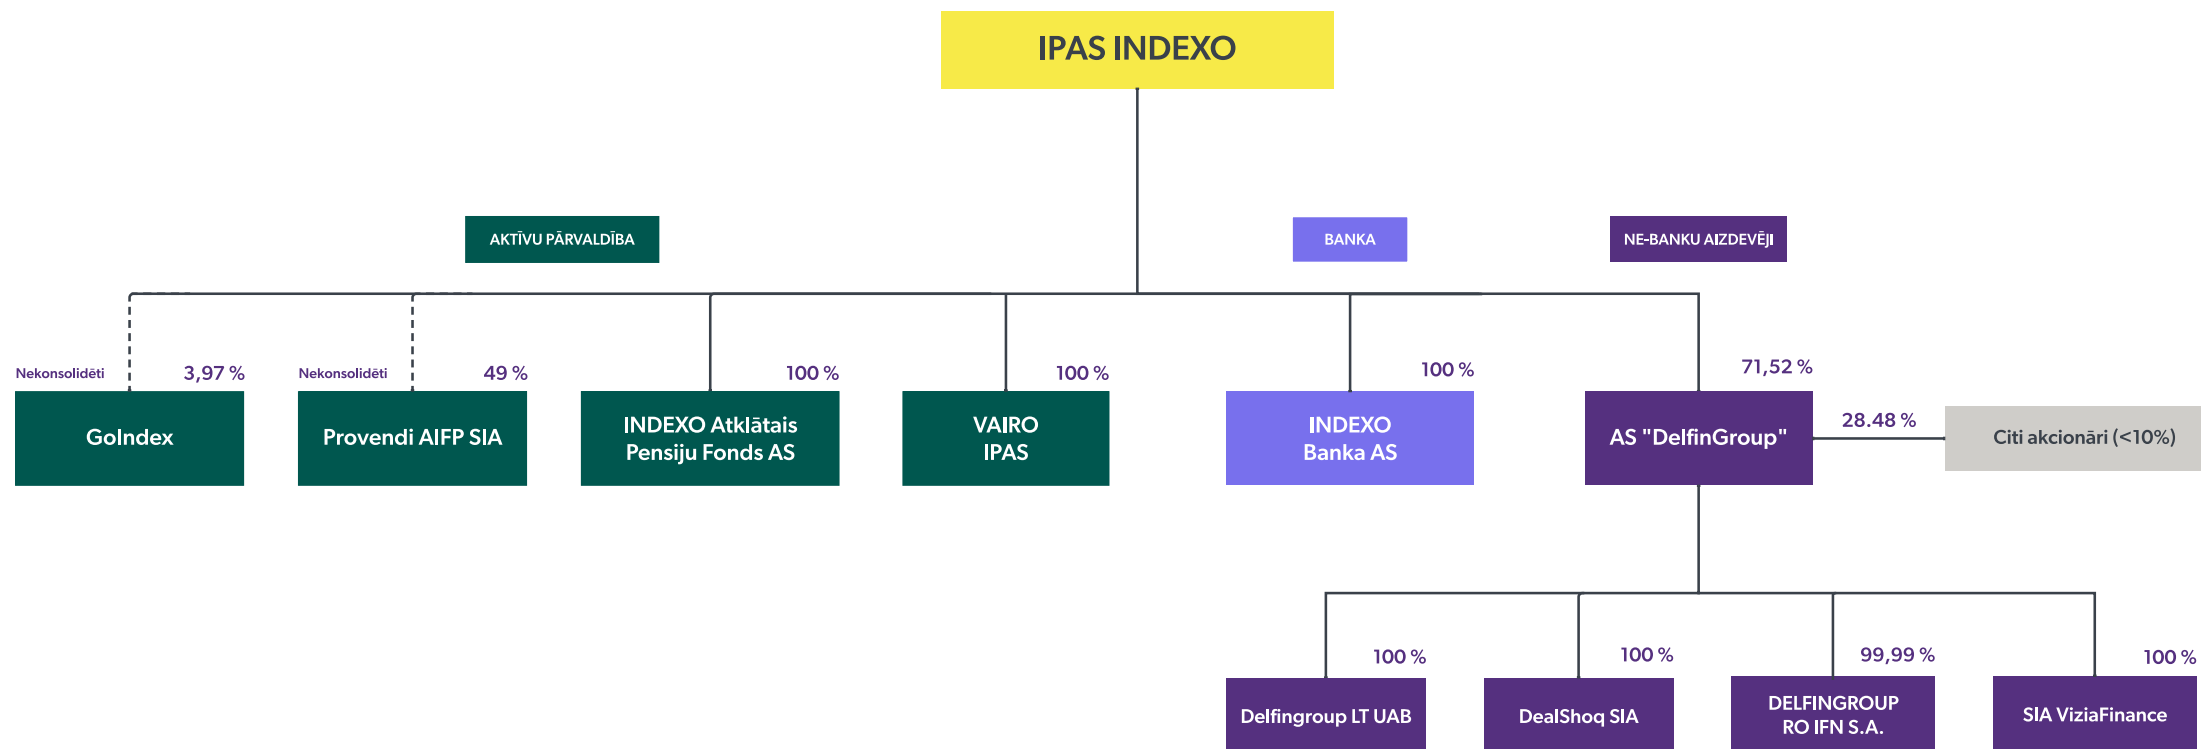 IPAS INDEXO
AKTĪVU PĀRVALDĪBA
BANKA
NE-BANKU AIZDEVĒJI
Nekonsolidēti
3,97 %
Nekonsolidēti
49 %
100 %
100 %
100 %
71,52 %
GoIndex
Provendi AIFP SIA
INDEXO Atklātais
Pensiju Fonds AS
VAIRO
IPAS
INDEXO
Banka AS
AS "DelfinGroup"
28.48 %
Citi akcionāri (<10%)
100 %
100 %
99,99 %
100 %
Delfingroup LT UAB
DealShoq SIA
DELFINGROUP
RO IFN S.A.
SIA ViziaFinance